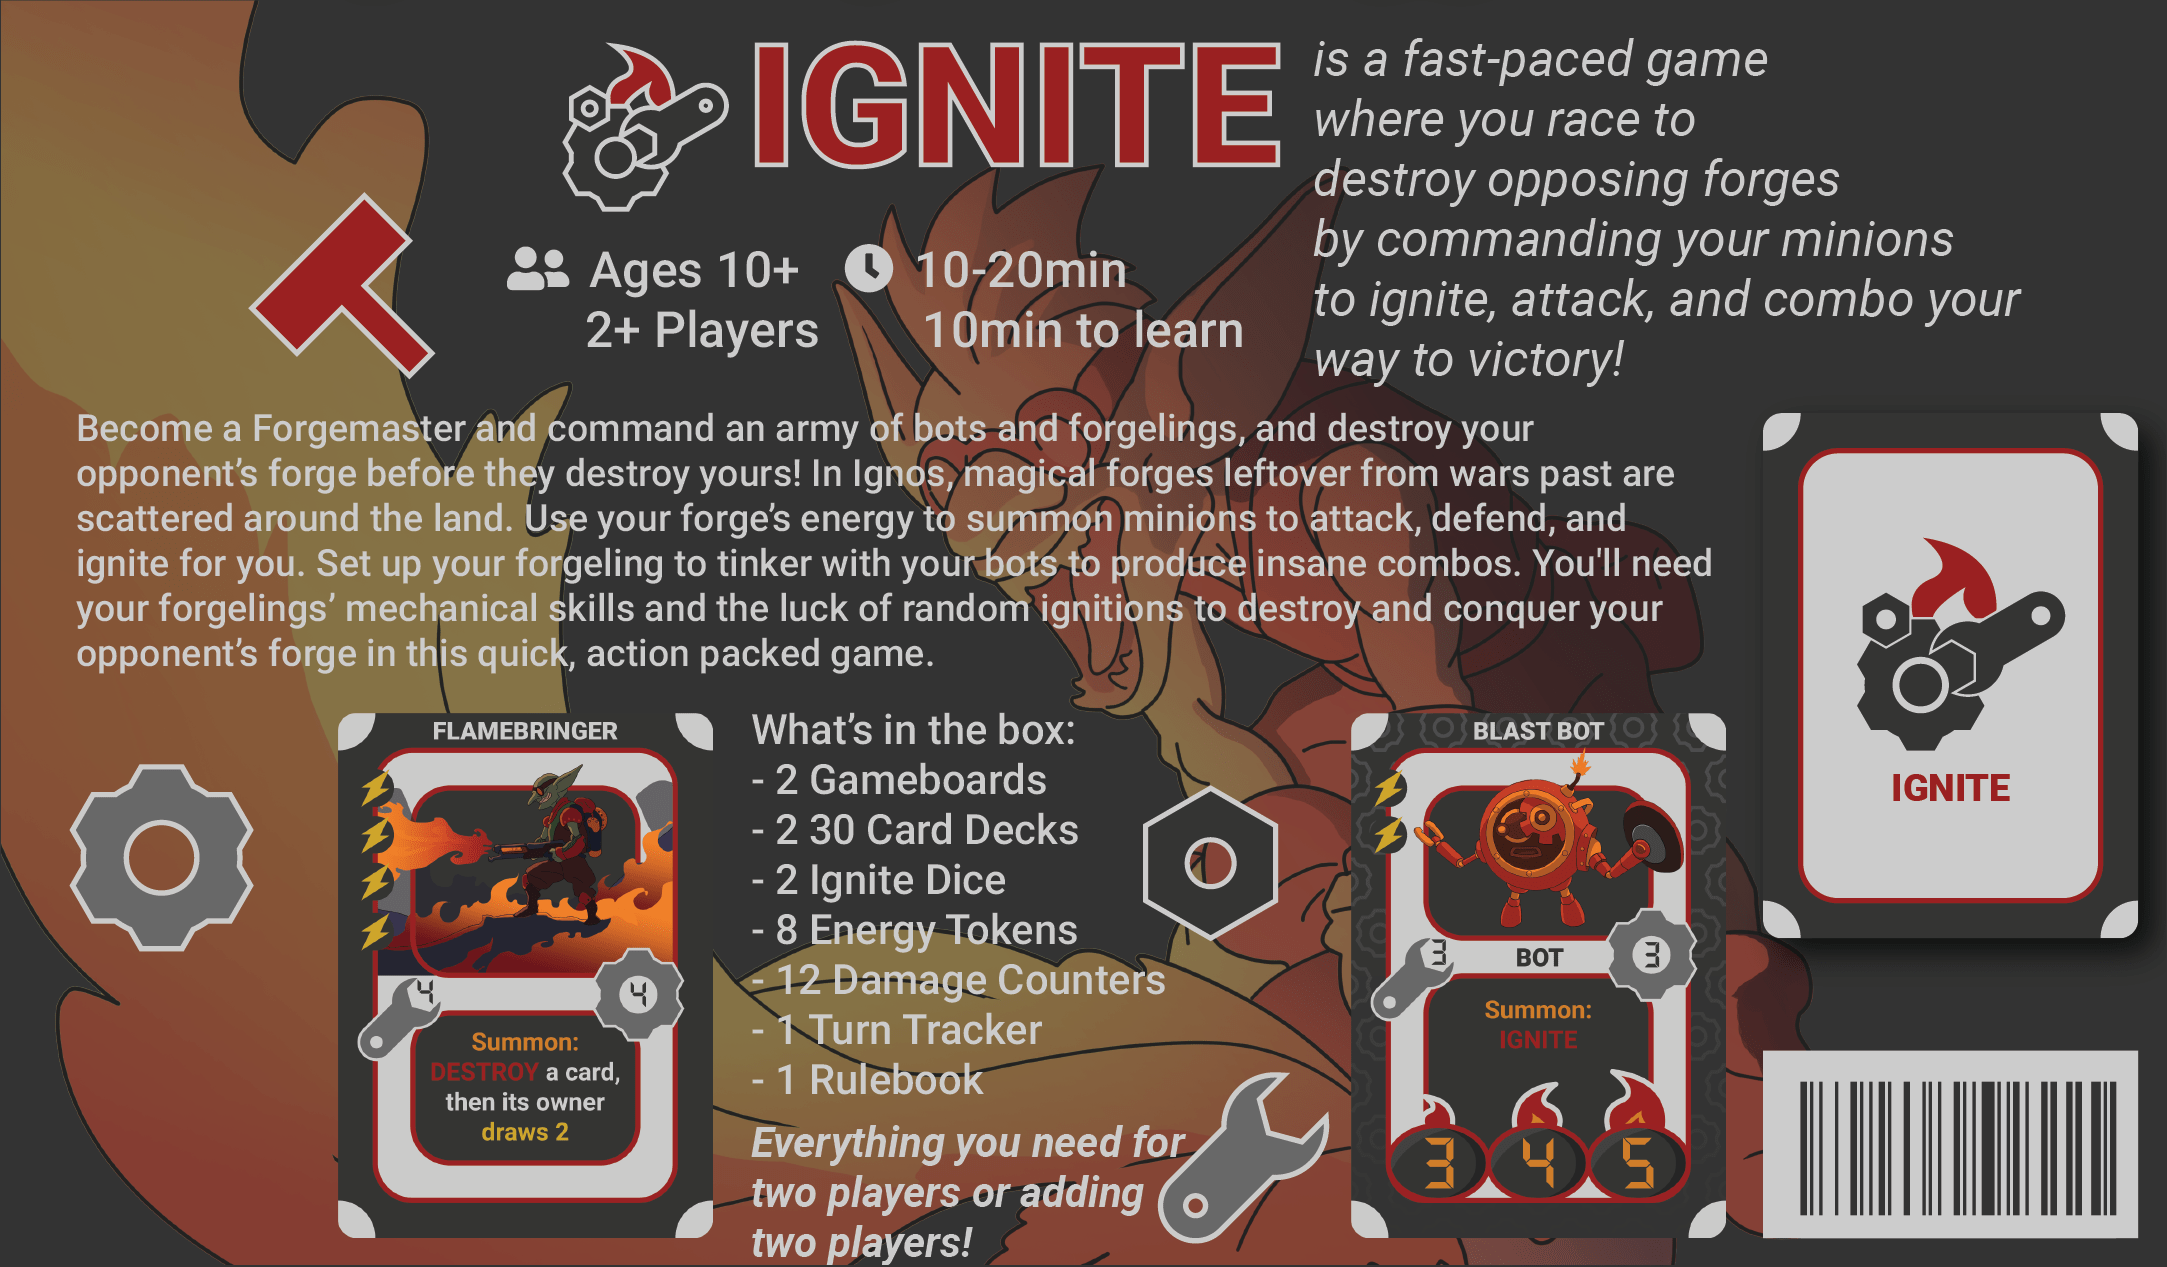 IGNITE
is a fast-paced game
where you race to
destroy opposing forges
by commanding your minions
to ignite, attack, and combo your
way to victory!
Ages 10+
2+ Players
10-20min
10min to learn
Become a Forgemaster and command an army of bots and forgelings, and destroy your
opponent’s forge before they destroy yours! In Ignos, magical forges leftover from wars past are
scattered around the land. Use your forge’s energy to summon minions to attack, defend, and
ignite for you. Set up your forgeling to tinker with your bots to produce insane combos. You'll need
your forgelings’ mechanical skills and the luck of random ignitions to destroy and conquer your
opponent’s forge in this quick, action packed game.
IGNITE
FLAMEBRINGER
4
4
Summon:
DESTROY a card,
then its owner
draws 2
What’s in the box:
- 2 Gameboards
- 2 30 Card Decks
- 2 Ignite Dice
- 8 Energy Tokens
- 12 Damage Counters
- 1 Turn Tracker
- 1 Rulebook
Everything you need for
two players or adding
two players!
BLAST BOT
3
BOT
3
Summon:
IGNITE
3 4 5